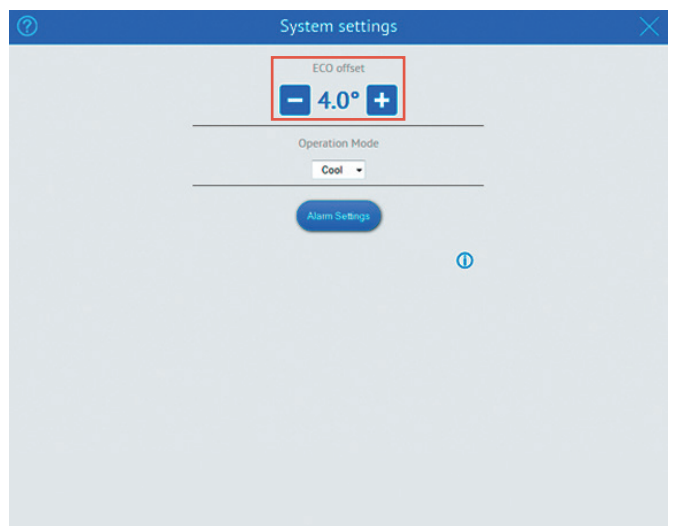 ? System settings
ECO offset
− 4.0° +
Operation Mode
Cool
Alarm Settings
i